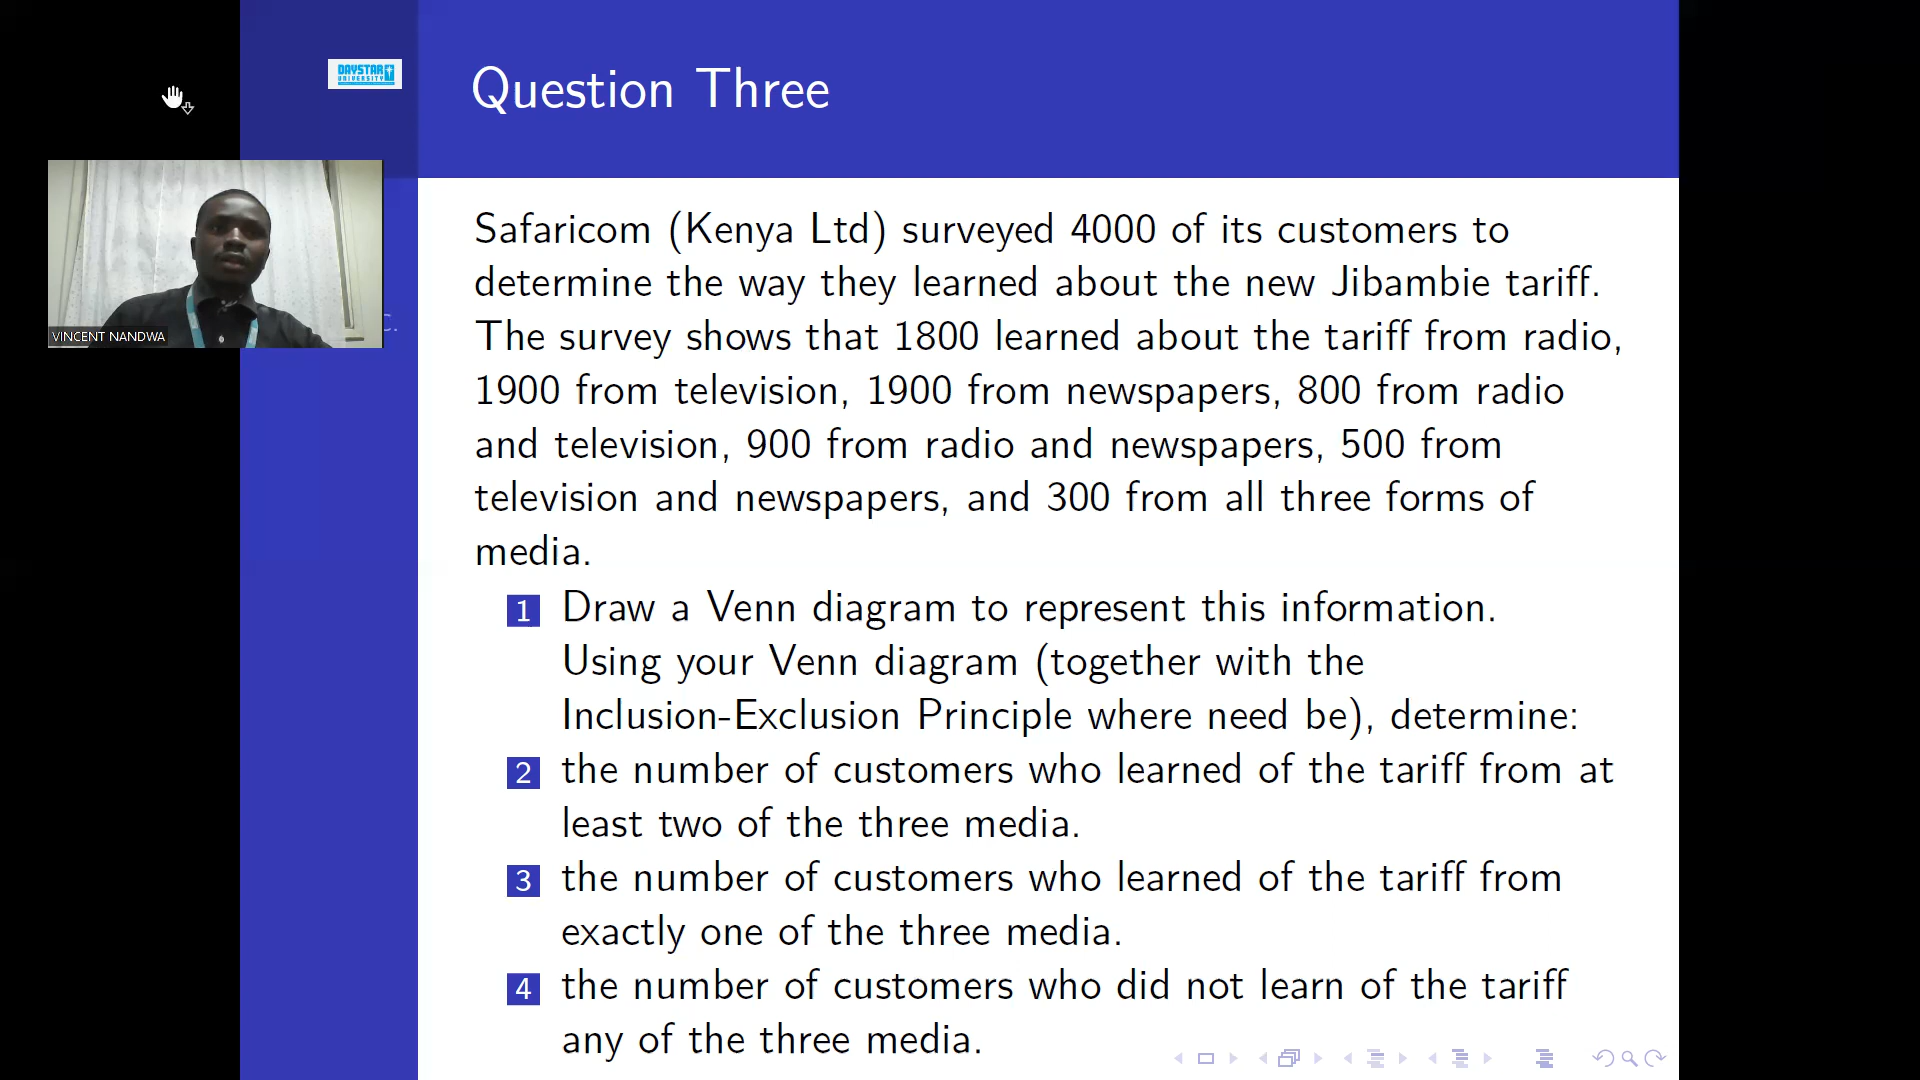 DAYSTAR
UNIVERSITY
Question Three
VINCENT NANDWA
c.
Safaricom (Kenya Ltd) surveyed 4000 of its customers to
determine the way they learned about the new Jibambie tariff.
The survey shows that 1800 learned about the tariff from radio,
1900 from television, 1900 from newspapers, 800 from radio
and television, 900 from radio and newspapers, 500 from
television and newspapers, and 300 from all three forms of
media.
1 Draw a Venn diagram to represent this information.
Using your Venn diagram (together with the
Inclusion-Exclusion Principle where need be), determine:
2 the number of customers who learned of the tariff from at
least two of the three media.
3 the number of customers who learned of the tariff from
exactly one of the three media.
4 the number of customers who did not learn of the tariff
any of the three media.